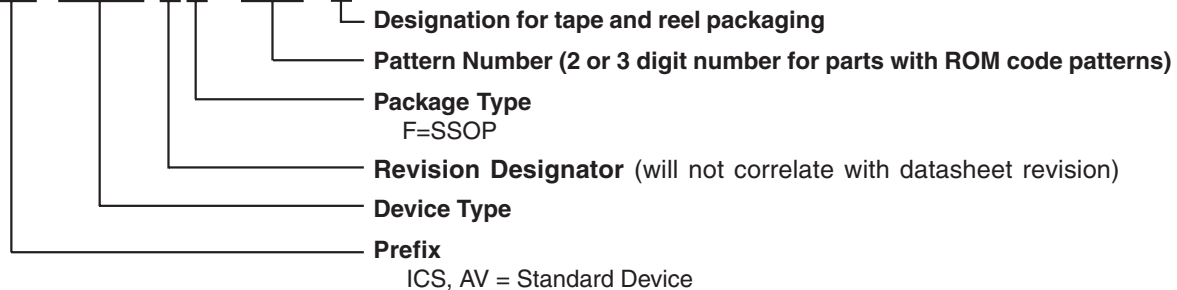 Designation for tape and reel packaging
Pattern Number (2 or 3 digit number for parts with ROM code patterns)
Package Type
F=SSOP
Revision Designator (will not correlate with datasheet revision)
Device Type
Prefix
ICS, AV = Standard Device